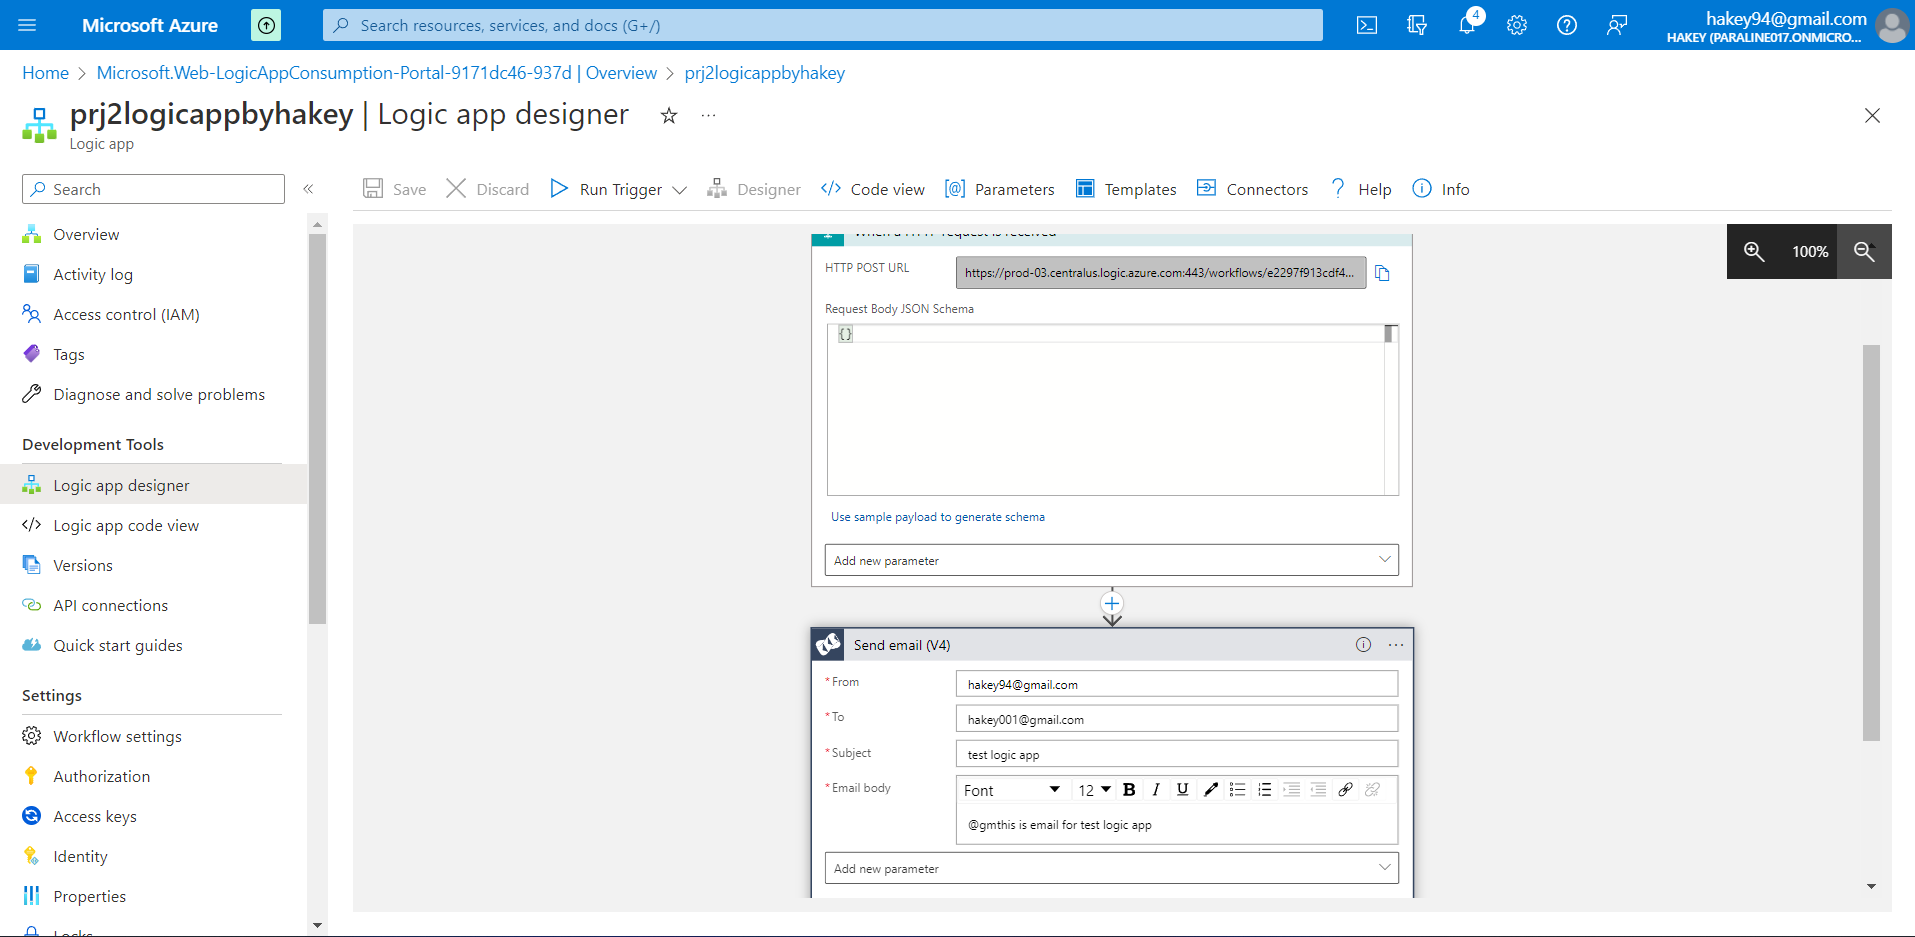 Microsoft Azure
Search resources, services, and docs (G+/)
4
hakey94@gmail.com
HAKEY (PARALINE017.ONMICRO...
Home > Microsoft.Web-LogicAppConsumption-Portal-9171dc46-937d | Overview > prj2logicappbyhakey
prj2logicappbyhakey | Logic app designer
Logic app
Search
Save Discard Run Trigger Designer Code view Parameters Templates Connectors Help Info
Overview
Activity log
Access control (IAM)
Tags
Diagnose and solve problems
Development Tools
Logic app designer
Logic app code view
Versions
API connections
Quick start guides
Settings
Workflow settings
Authorization
Access keys
Identity
Properties
Locks
When a HTTP request is received
100%
HTTP POST URL
https://prod-03.centralus.logic.azure.com:443/workflows/e2297f913cdf4...
Request Body JSON Schema
{}
Use sample payload to generate schema
Add new parameter
Send email (V4)
* From
hakey94@gmail.com
* To
hakey001@gmail.com
* Subject
test logic app
* Email body
Font 12 B I U
@gmthis is email for test logic app
Add new parameter